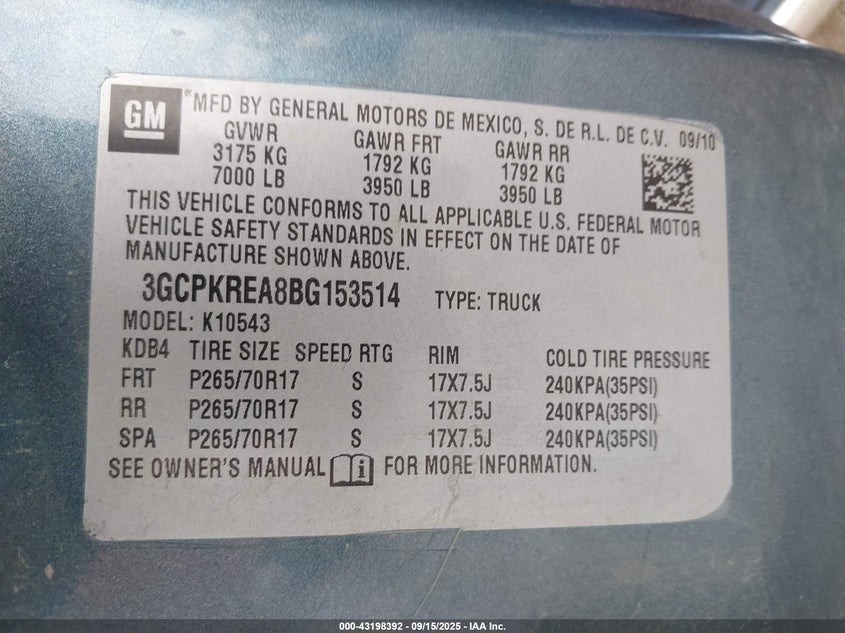 GM
®MFD BY GENERAL MOTORS DE MEXICO, S. DE R.L. DE C.V. 09/10
GVWR GAWR FRT GAWR RR
3175 KG 1792 KG 1792 KG
7000 LB 3950 LB 3950 LB
THIS VEHICLE CONFORMS TO ALL APPLICABLE U.S. FEDERAL MOTOR
VEHICLE SAFETY STANDARDS IN EFFECT ON THE DATE OF
MANUFACTURE SHOWN ABOVE.
3GCPKREA8BG153514 TYPE: TRUCK
MODEL: K10543
KDB4 TIRE SIZE SPEED RTG RIM COLD TIRE PRESSURE
FRT P265/70R17 S 17X7.5J 240KPA(35PSI)
RR P265/70R17 S 17X7.5J 240KPA(35PSI)
SPA P265/70R17 S 17X7.5J 240KPA(35PSI)
SEE OWNER'S MANUAL FOR MORE INFORMATION.
000-43198392 - 09/15/2025 - IAA Inc.